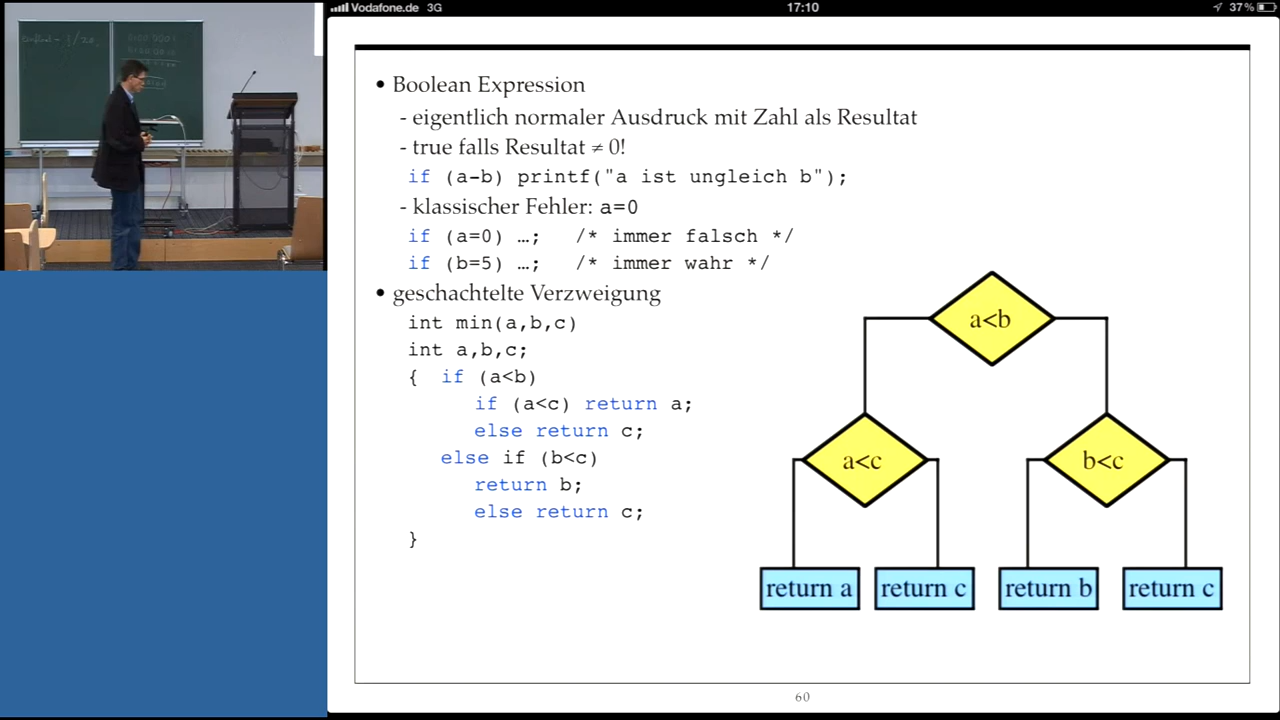 Vodafone.de 3G 17:10 37%
• Boolean Expression
- eigentlich normaler Ausdruck mit Zahl als Resultat
- true falls Resultat ≠ 0!
if (a-b) printf("a ist ungleich b");
- klassischer Fehler: a=0
if (a=0) …; /* immer falsch */
if (b=5) …; /* immer wahr */
• geschachtelte Verzweigung
int min(a,b,c)
int a,b,c;
{ if (a<b)
if (a<c) return a;
else return c;
else if (b<c)
return b;
else return c;
}
a<b
a<c b<c
return a return c return b return c
60